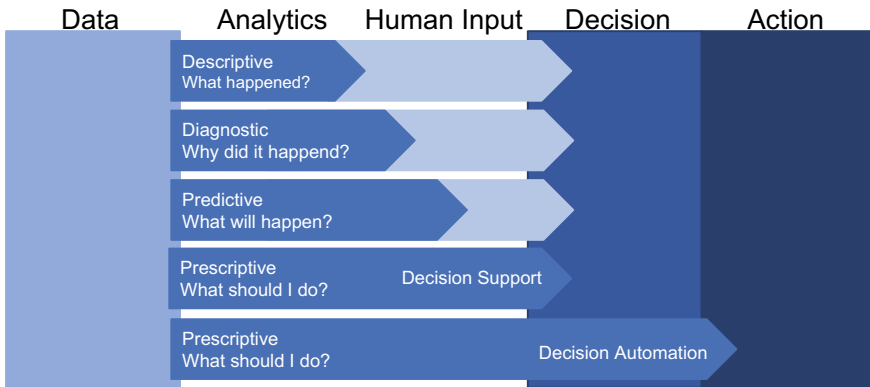 Data Analytics Human Input Decision Action
Descriptive
What happened?
Diagnostic
Why did it happend?
Predictive
What will happen?
Prescriptive
What should I do? Decision Support
Prescriptive
What should I do? Decision Automation